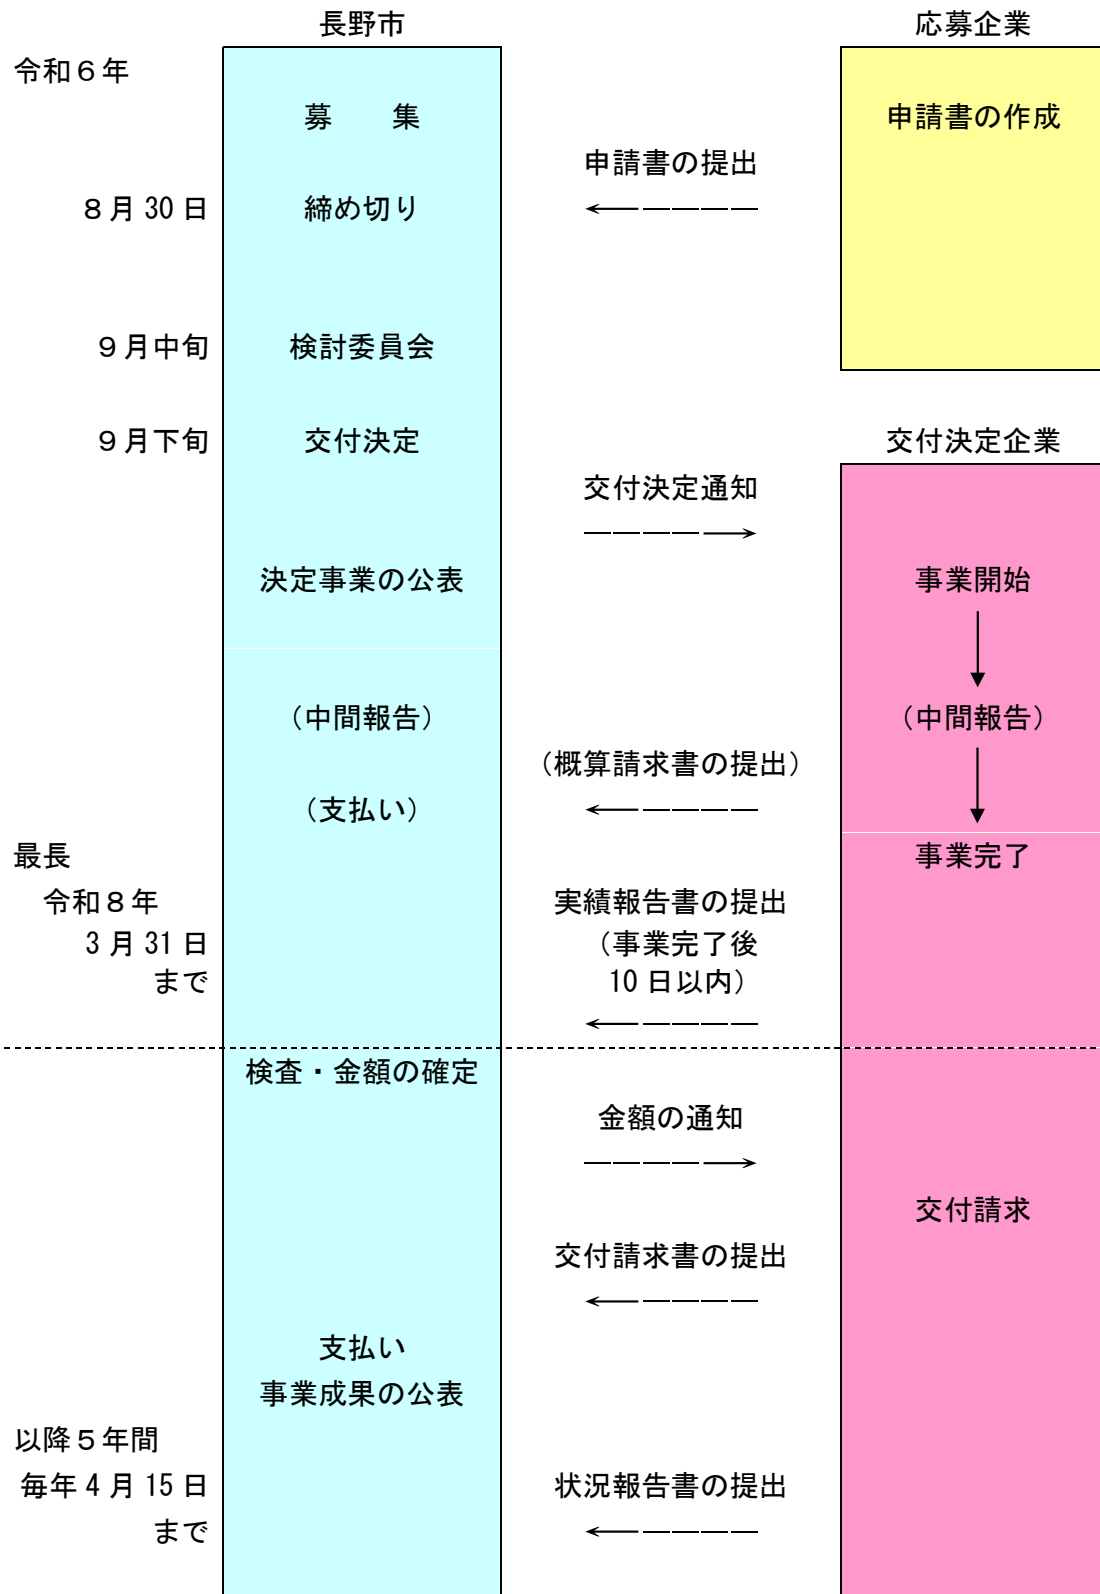 長野市 応募企業
令和６年
募　　集 申請書の作成
申請書の提出
８月 30 日 締め切り
９月中旬 検討委員会
９月下旬 交付決定 交付決定企業
交付決定通知
決定事業の公表 事業開始
（中間報告） （中間報告）
（概算請求書の提出）
（支払い）
最長 事業完了
令和８年 実績報告書の提出
3 月 31 日 （事業完了後
まで 10 日以内）
検査・金額の確定
金額の通知
交付請求
交付請求書の提出
支払い
事業成果の公表
以降５年間
毎年 4 月 15 日 状況報告書の提出
まで